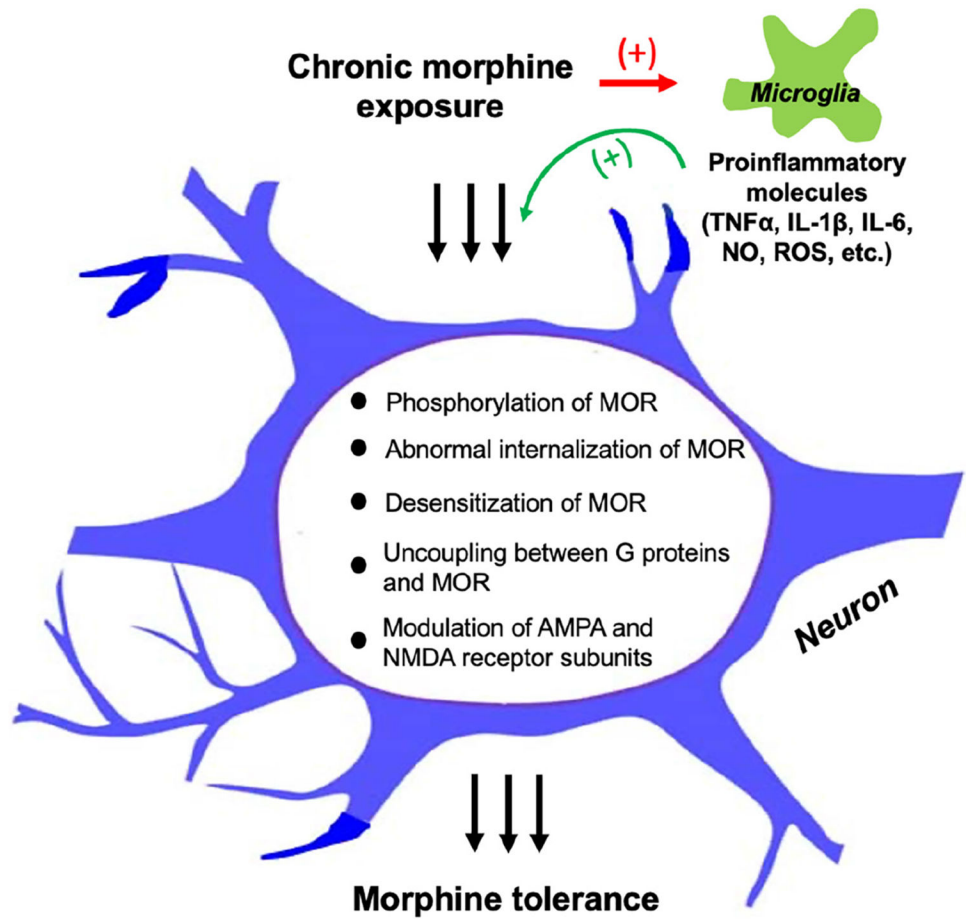 Chronic morphine
exposure
(+)
Microglia
(+)
Proinflammatory
molecules
(TNFα, IL-1β, IL-6,
NO, ROS, etc.)
● Phosphorylation of MOR
● Abnormal internalization of MOR
● Desensitization of MOR
● Uncoupling between G proteins
and MOR
● Modulation of AMPA and
NMDA receptor subunits
Neuron
Morphine tolerance